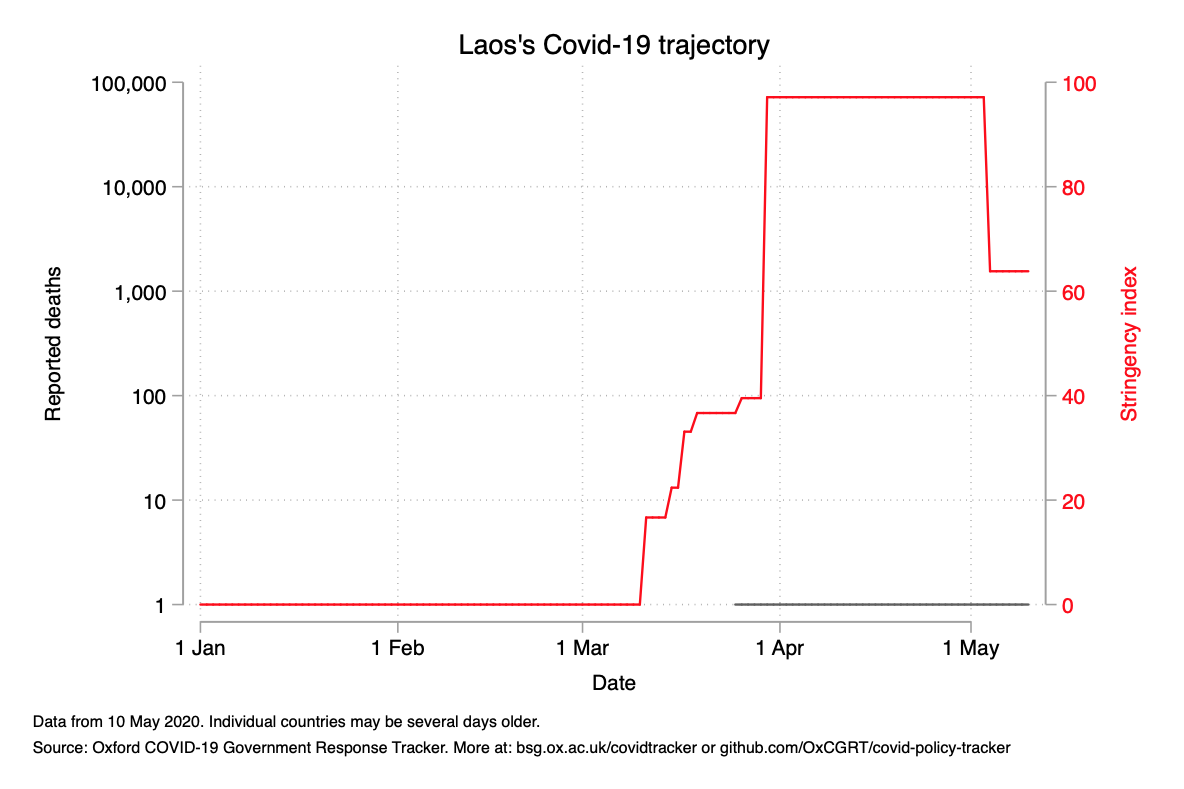 Laos's Covid-19 trajectory
100,000
10,000
1,000
100
10
1
Reported deaths
100
80
60
40
20
0
Stringency index
1 Jan
1 Feb
1 Mar
1 Apr
1 May
Date
Data from 10 May 2020. Individual countries may be several days older.
Source: Oxford COVID-19 Government Response Tracker. More at: bsg.ox.ac.uk/covidtracker or github.com/OxCGRT/covid-policy-tracker